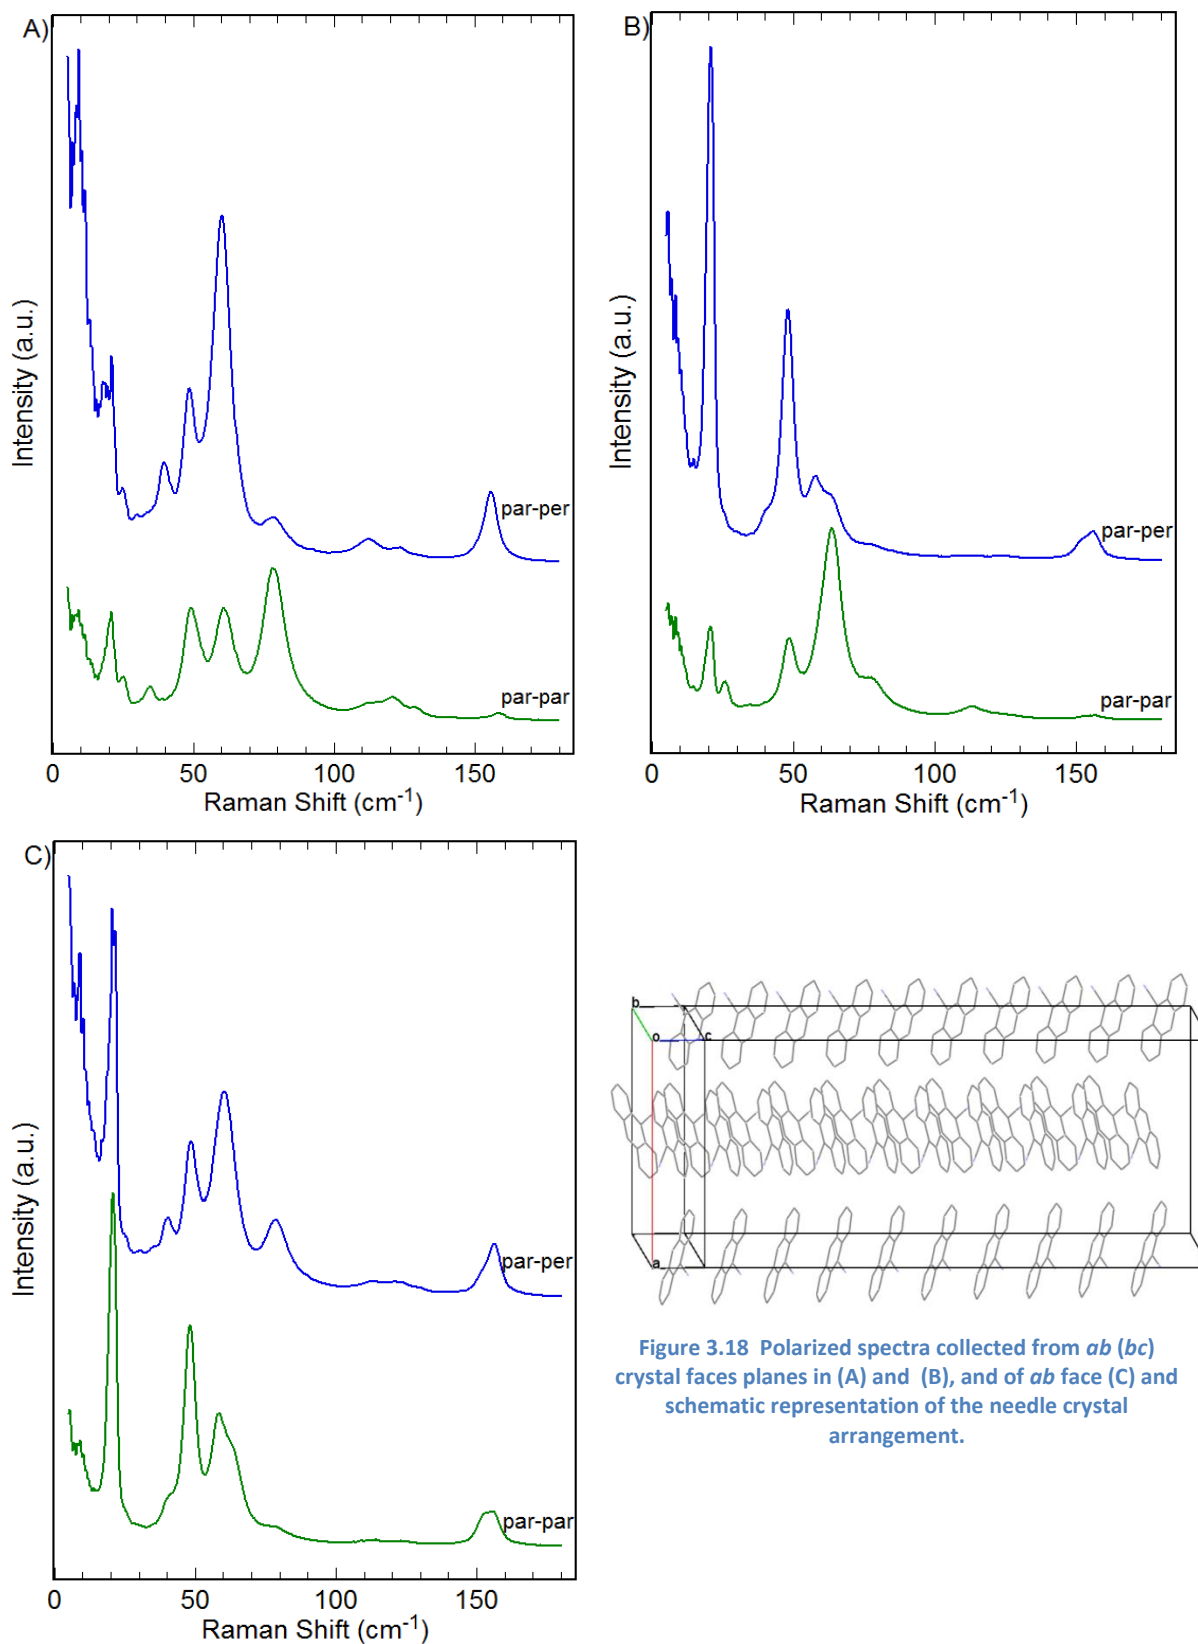 A)
Intensity (a.u.)
par-per
par-par
0 50 100 150
Raman Shift (cm-1)
B)
Intensity (a.u.)
par-per
par-par
0 50 100 150
Raman Shift (cm-1)
C)
Intensity (a.u.)
par-per
par-par
0 50 100 150
Raman Shift (cm-1)
b
o
c
a
Figure 3.18 Polarized spectra collected from ab (bc)
crystal faces planes in (A) and (B), and of ab face (C) and
schematic representation of the needle crystal
arrangement.